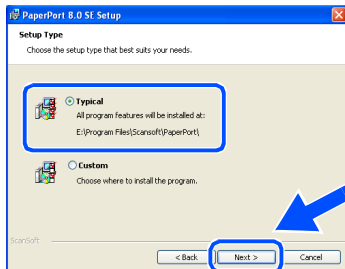 PaperPort 8.0 SE Setup
Setup Type
Choose the setup type that best suits your needs.
Typical
All program features will be installed at:
E:\Program Files\Scansoft\PaperPort\
Custom
Choose where to install the program.
ScanSoft
< Back Next > Cancel